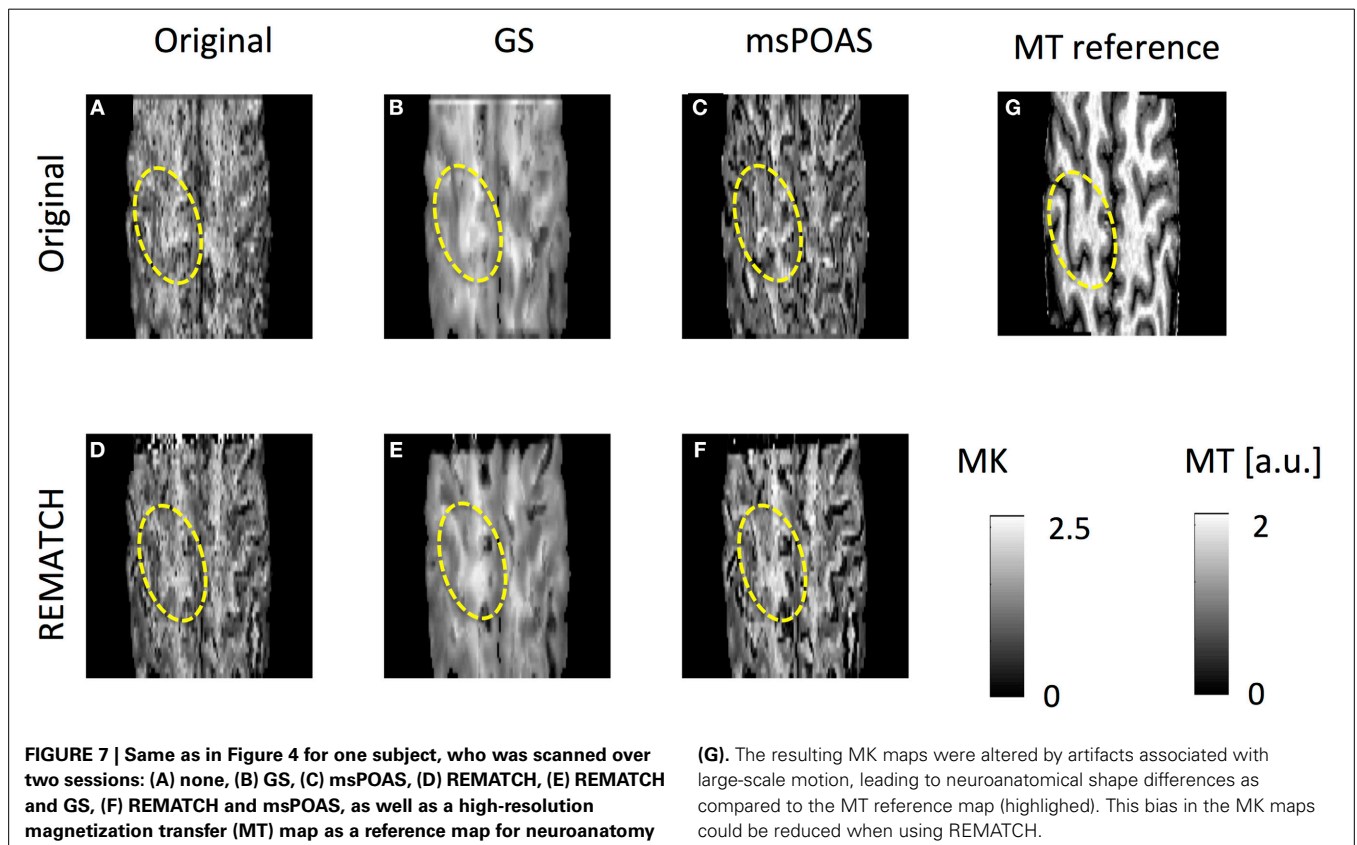 Original
GS
msPOAS
MT reference
Original
A
B
C
G
REMATCH
D
E
F
MK
MT [a.u.]
2.5
2
0
0
FIGURE 7 | Same as in Figure 4 for one subject, who was scanned over
two sessions: (A) none, (B) GS, (C) msPOAS, (D) REMATCH, (E) REMATCH
and GS, (F) REMATCH and msPOAS, as well as a high-resolution
magnetization transfer (MT) map as a reference map for neuroanatomy
(G). The resulting MK maps were altered by artifacts associated with
large-scale motion, leading to neuroanatomical shape differences as
compared to the MT reference map (highlighed). This bias in the MK maps
could be reduced when using REMATCH.